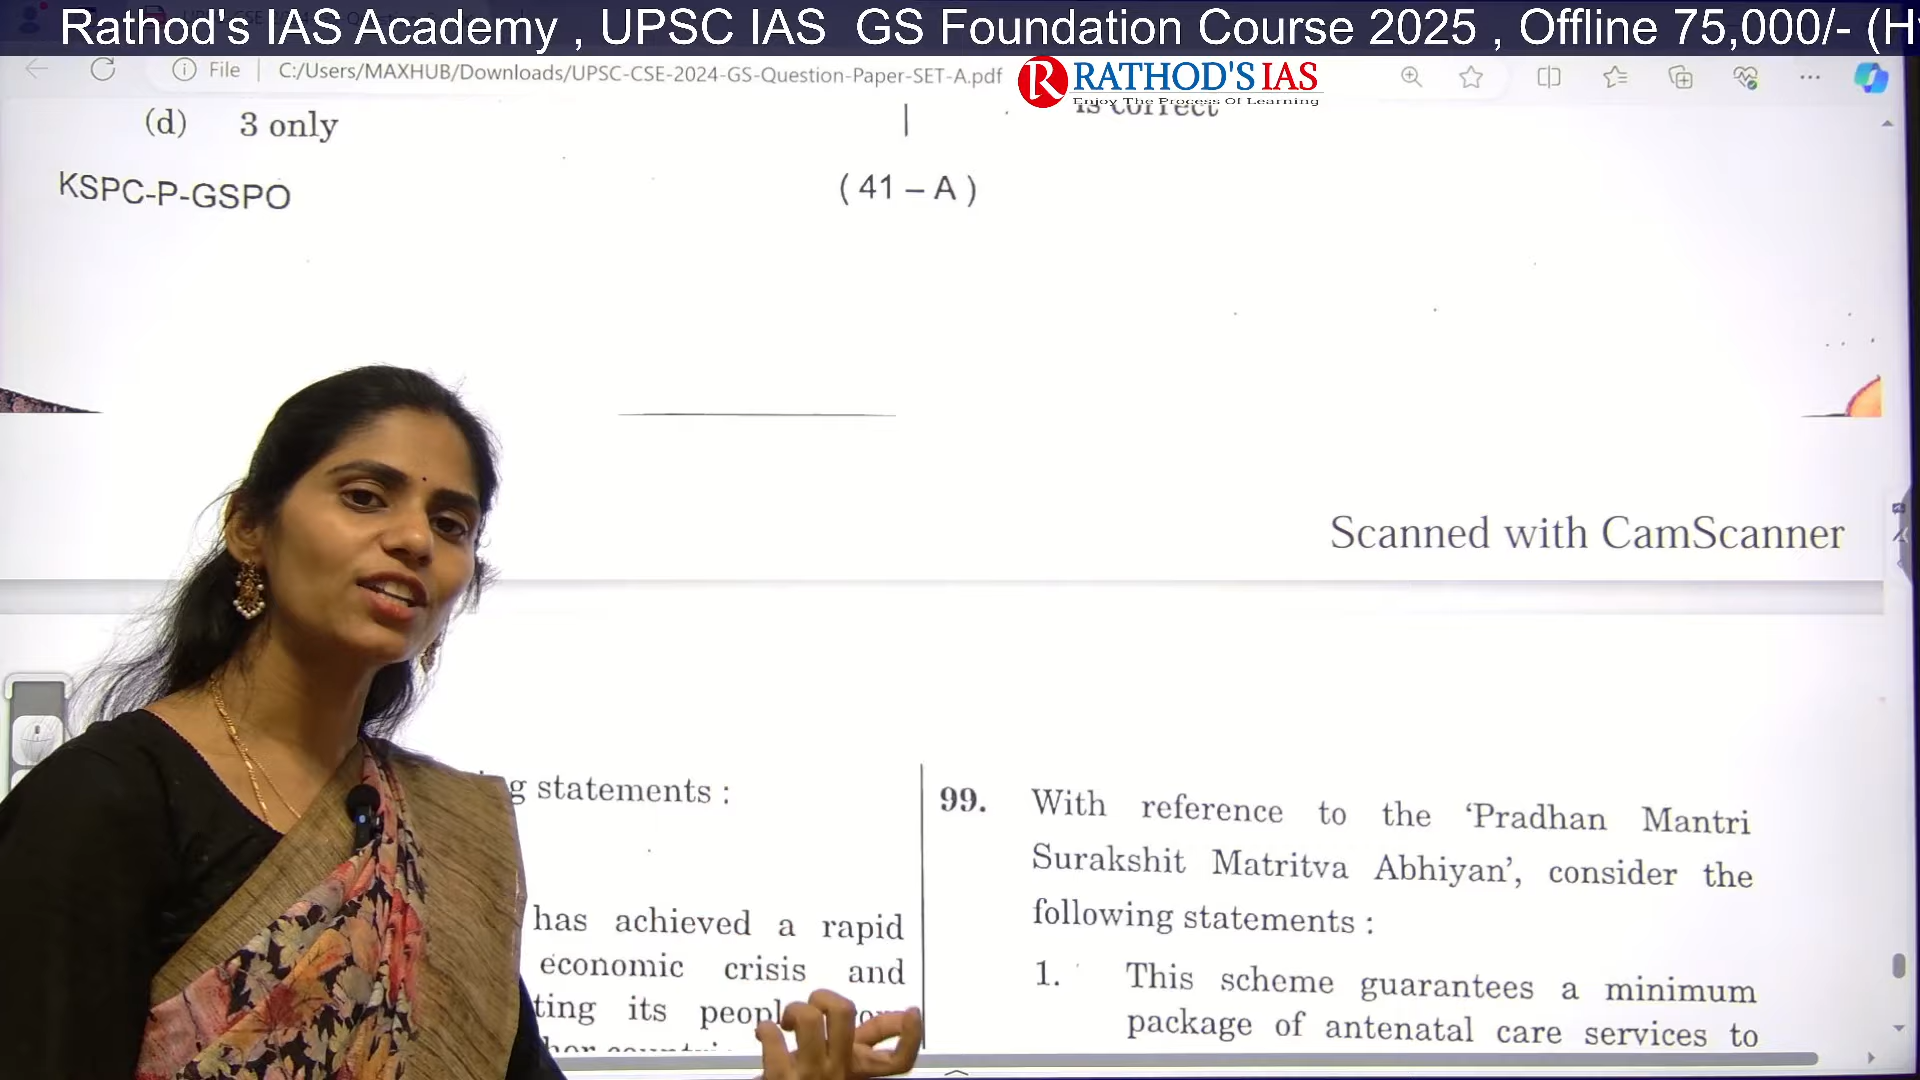 Rathod's IAS Academy , UPSC IAS GS Foundation Course 2025 , Offline 75,000/- (H
File
C:/Users/MAXHUB/Downloads/UPSC-CSE-2024-GS-Question-Paper-SET-A.pdf
RATHOD'S IAS
Enjoy The Process Of Learning
is correct
(d) 3 only
KSPC-P-GSPO
( 41 – A )
Scanned with CamScanner
g statements :
has achieved a rapid
economic crisis and
ting its
99. With reference to the ‘Pradhan Mantri
Surakshit Matritva Abhiyan’, consider the
following statements :
1. This scheme guarantees a minimum
package of antenatal care services to